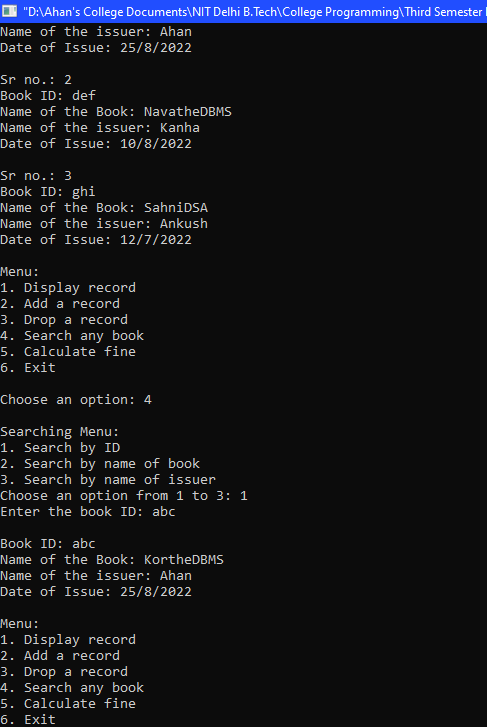 "D:\Ahan's College Documents\NIT Delhi B.Tech\College Programming\Third Semester
Name of the issuer: Ahan
Date of Issue: 25/8/2022
Sr no.: 2
Book ID: def
Name of the Book: NavatheDBMS
Name of the issuer: Kanha
Date of Issue: 10/8/2022
Sr no.: 3
Book ID: ghi
Name of the Book: SahniDSA
Name of the issuer: Ankush
Date of Issue: 12/7/2022
Menu:
1. Display record
2. Add a record
3. Drop a record
4. Search any book
5. Calculate fine
6. Exit
Choose an option: 4
Searching Menu:
1. Search by ID
2. Search by name of book
3. Search by name of issuer
Choose an option from 1 to 3: 1
Enter the book ID: abc
Book ID: abc
Name of the Book: KortheDBMS
Name of the issuer: Ahan
Date of Issue: 25/8/2022
Menu:
1. Display record
2. Add a record
3. Drop a record
4. Search any book
5. Calculate fine
6. Exit